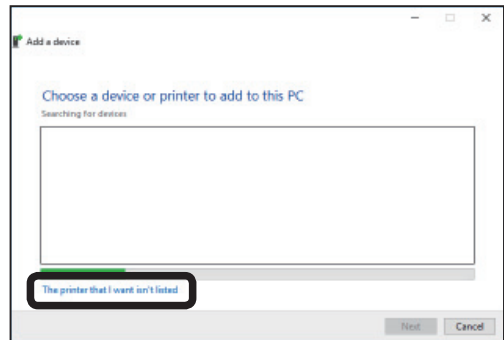 Add a device
Choose a device or printer to add to this PC
Searching for devices
The printer that I want isn't listed
Next
Cancel